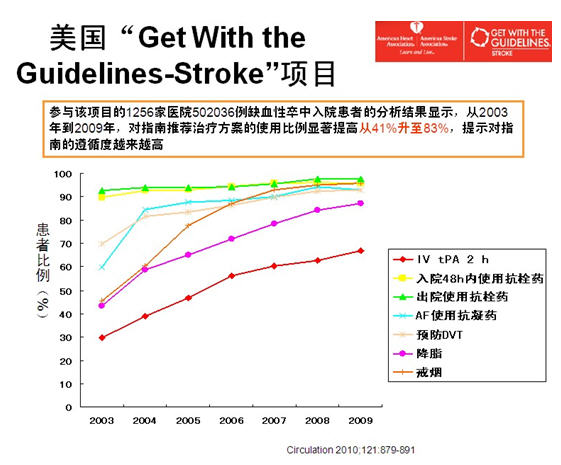 美国“Get With the
Guidelines-Stroke”项目
American Heart Association
American Stroke Association
Learn and Live
GET WITH THE
GUIDELINES.
STROKE
参与该项目的1256家医院502036例缺血性卒中入院患者的分析结果显示，从2003
年到2009年，对指南推荐治疗方案的使用比例显著提高从41%升至83%，提示对指
南的遵循度越来越高
患者比例（%）
100
90
80
70
60
50
40
30
20
10
0
2003 2004 2005 2006 2007 2008 2009
IV tPA 2 h
入院48h内使用抗栓药
出院使用抗栓药
AF使用抗凝药
预防DVT
降脂
戒烟
Circulation 2010;121:879-891